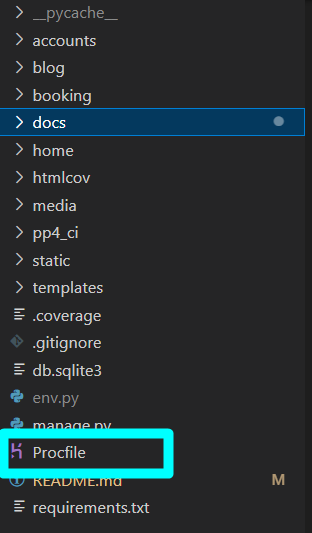 __pycache__
accounts
blog
booking
docs
home
htmlcov
media
pp4_ci
static
templates
.coverage
.gitignore
db.sqlite3
env.py
manage.py
Procfile
README.md M
requirements.txt